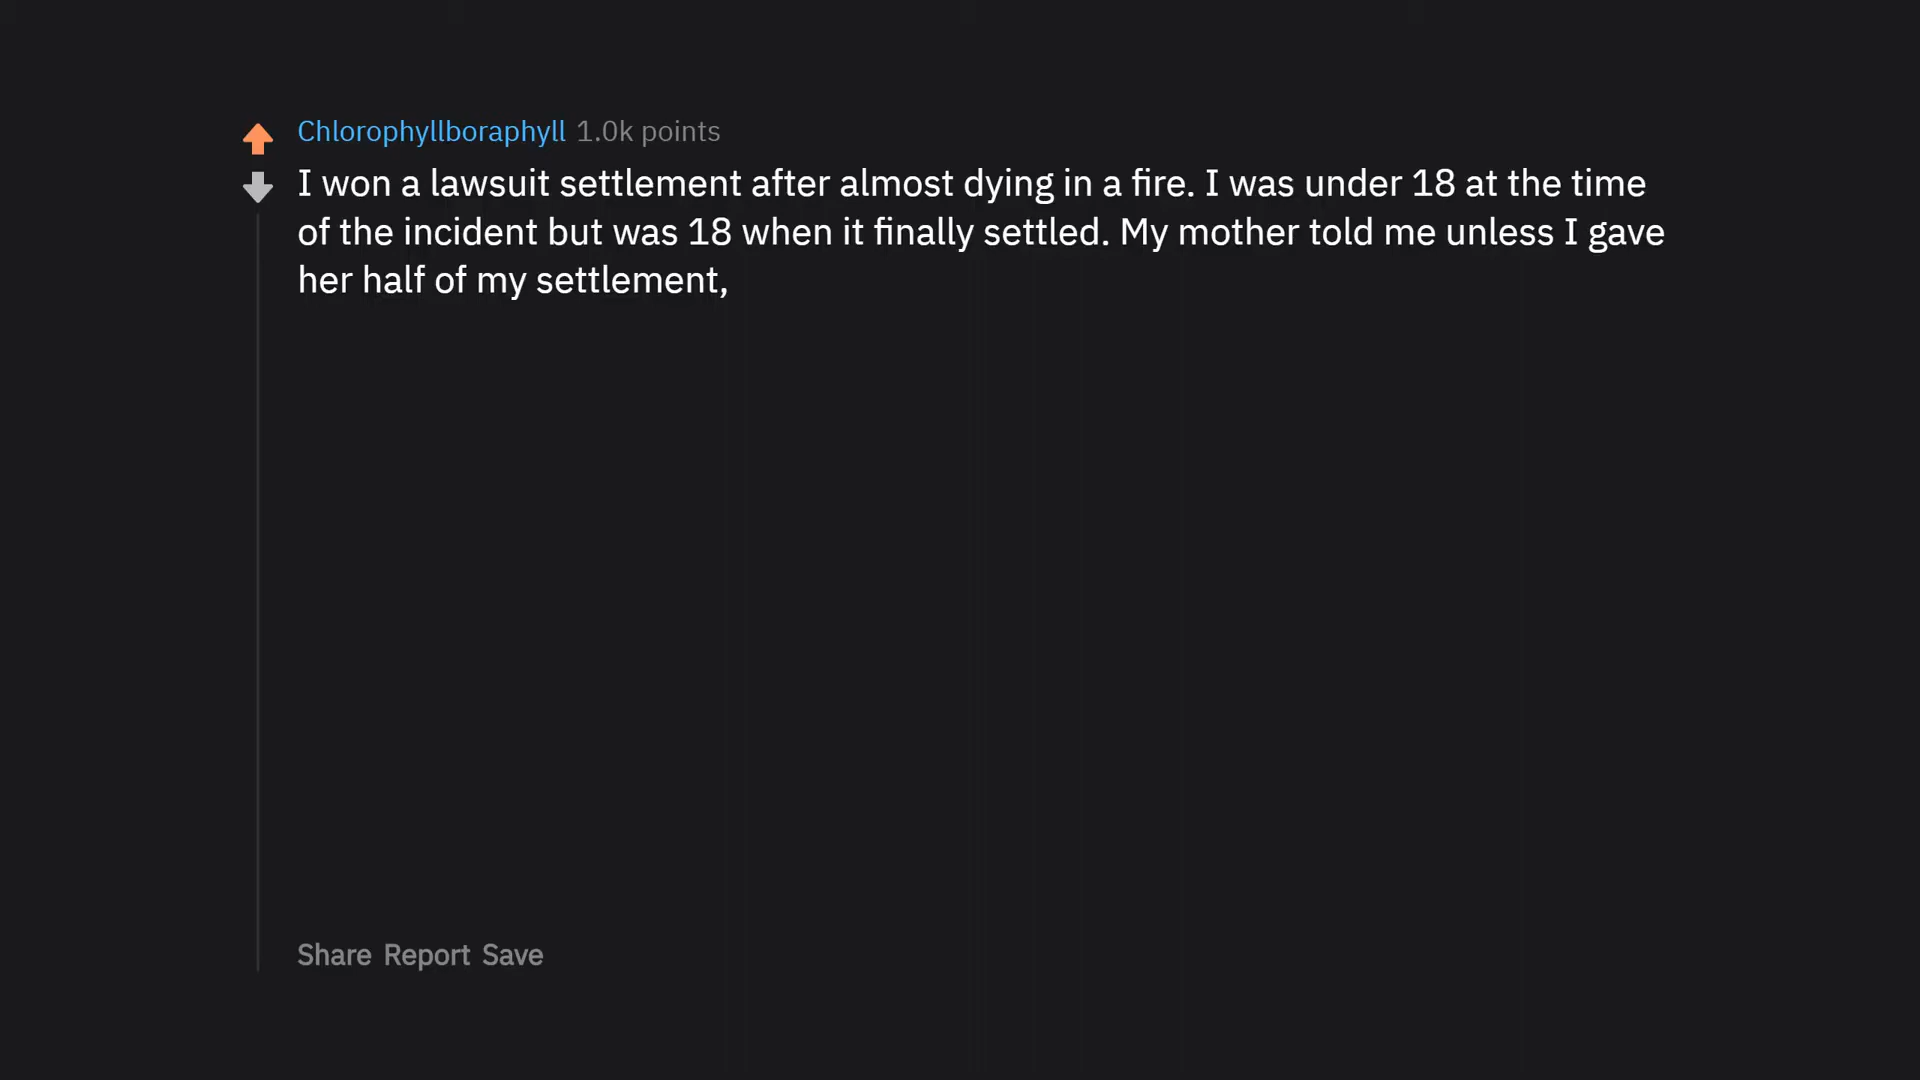 Chlorophyllboraphyll 1.0k points
I won a lawsuit settlement after almost dying in a fire. I was under 18 at the time
of the incident but was 18 when it finally settled. My mother told me unless I gave
her half of my settlement,
Share Report Save